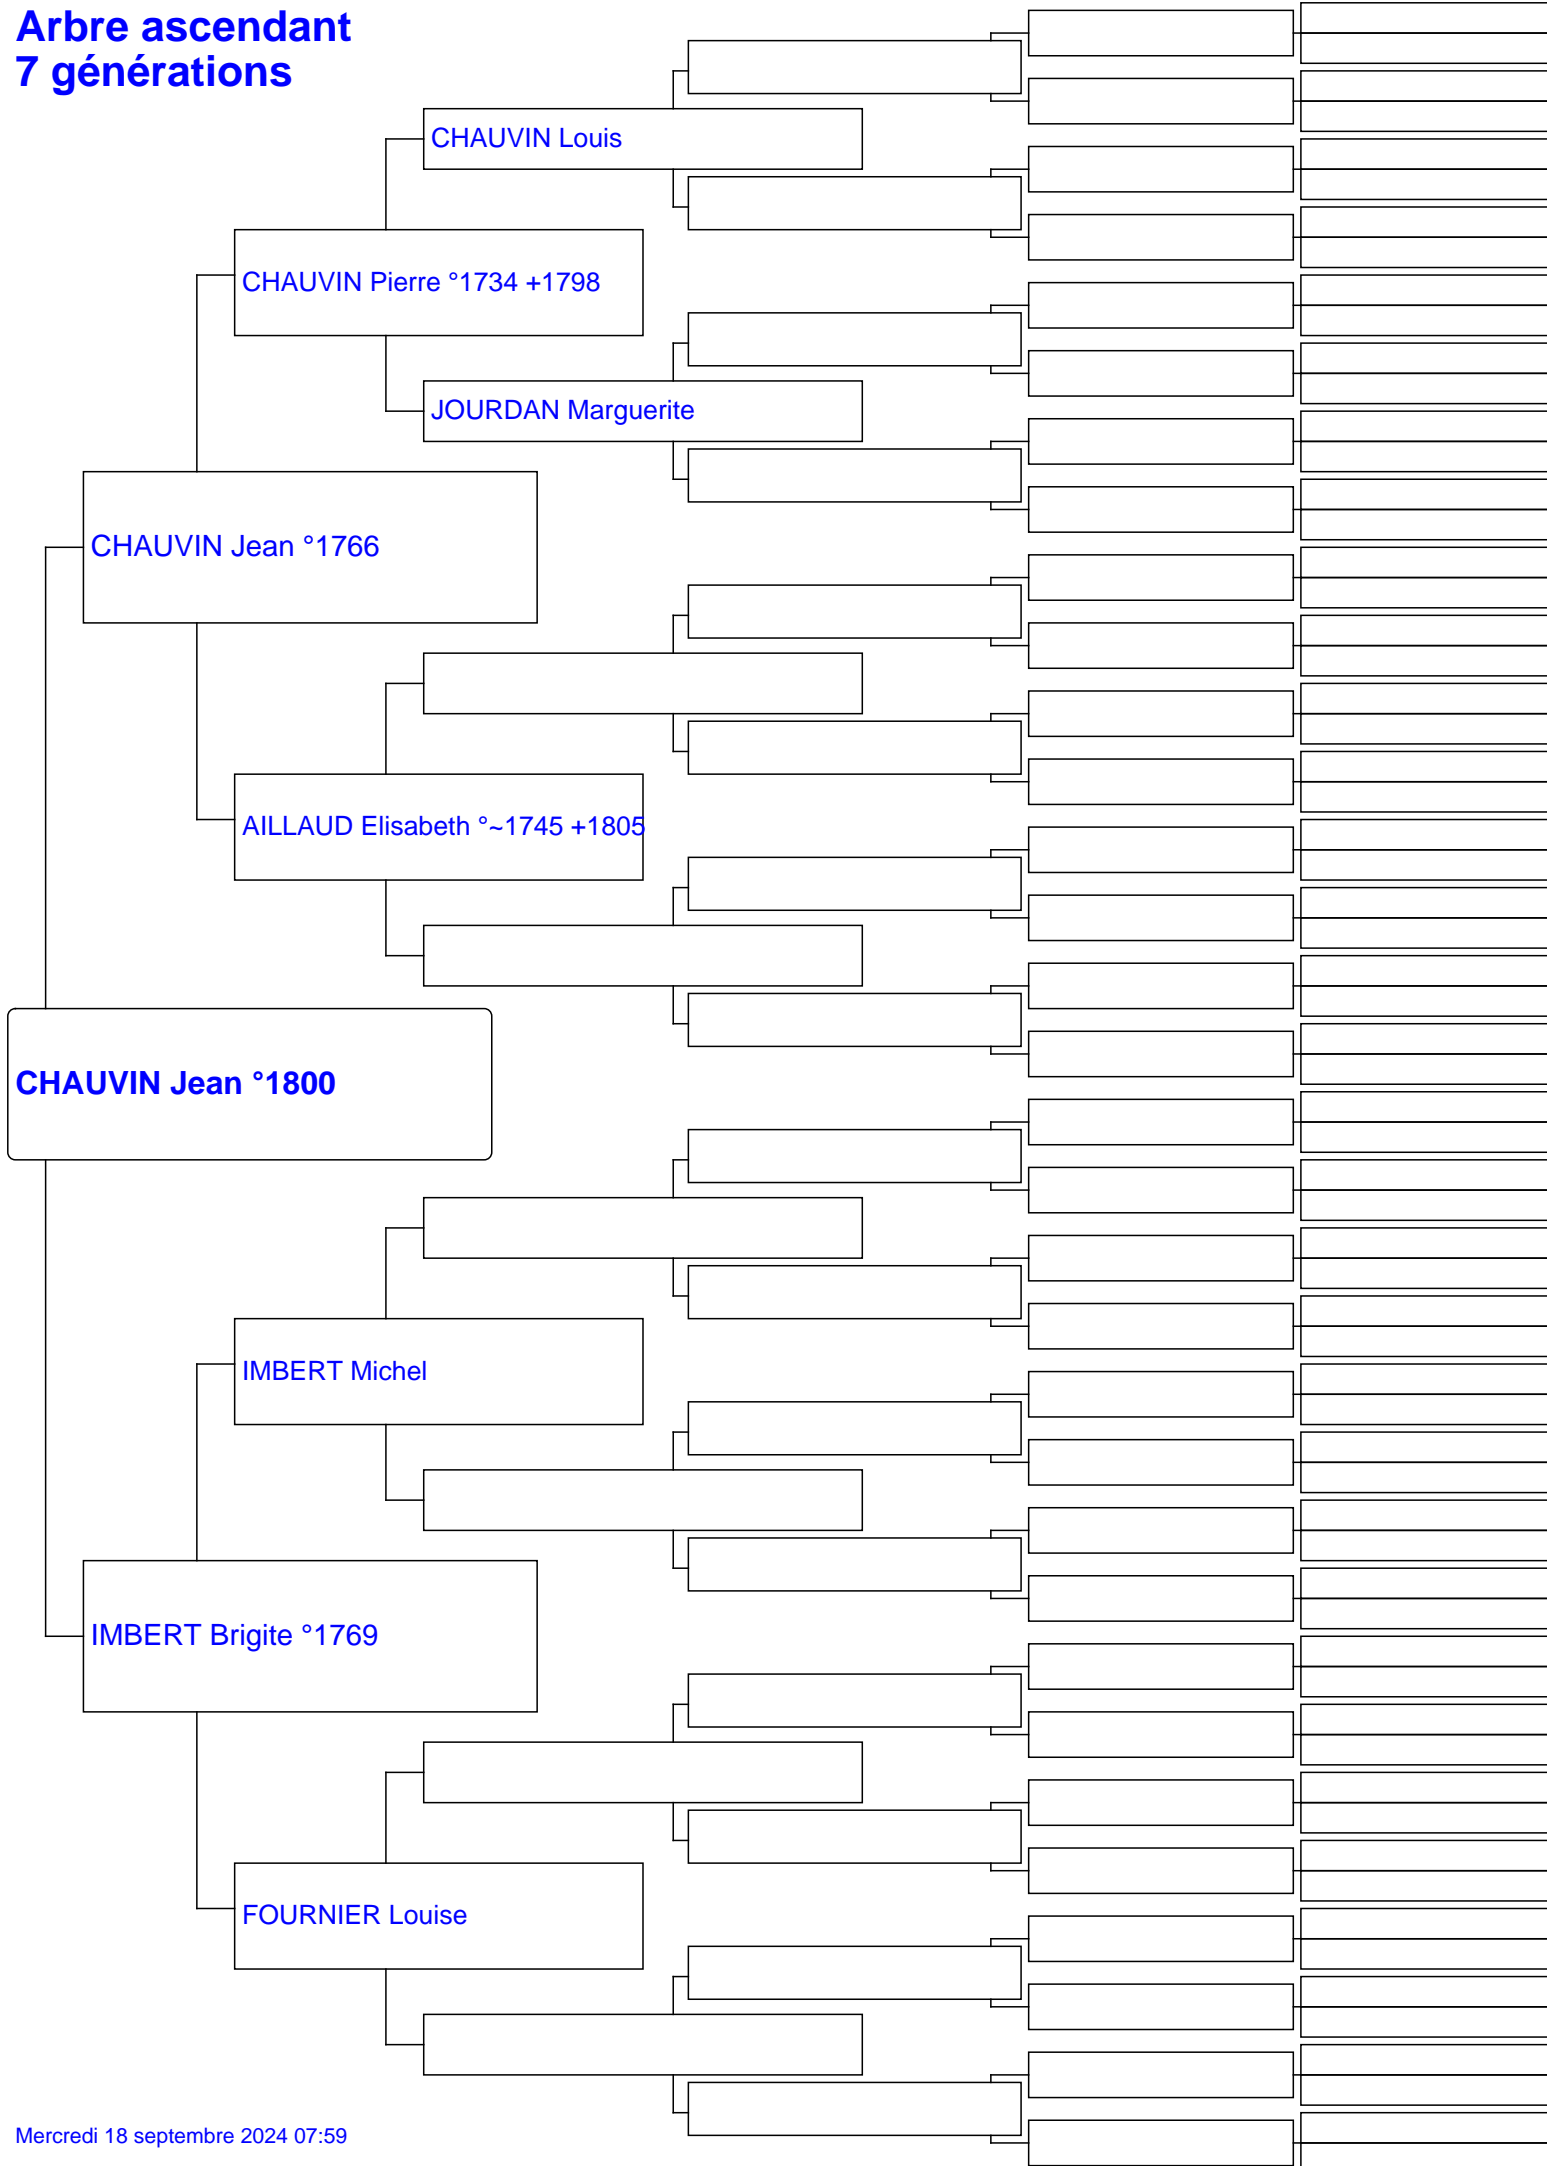 Arbre ascendant
7 générations
CHAUVIN Louis
CHAUVIN Pierre °1734 +1798
JOURDAN Marguerite
CHAUVIN Jean °1766
AILLAUD Elisabeth °~1745 +1805
CHAUVIN Jean °1800
IMBERT Michel
IMBERT Brigite °1769
FOURNIER Louise
Mercredi 18 septembre 2024 07:59